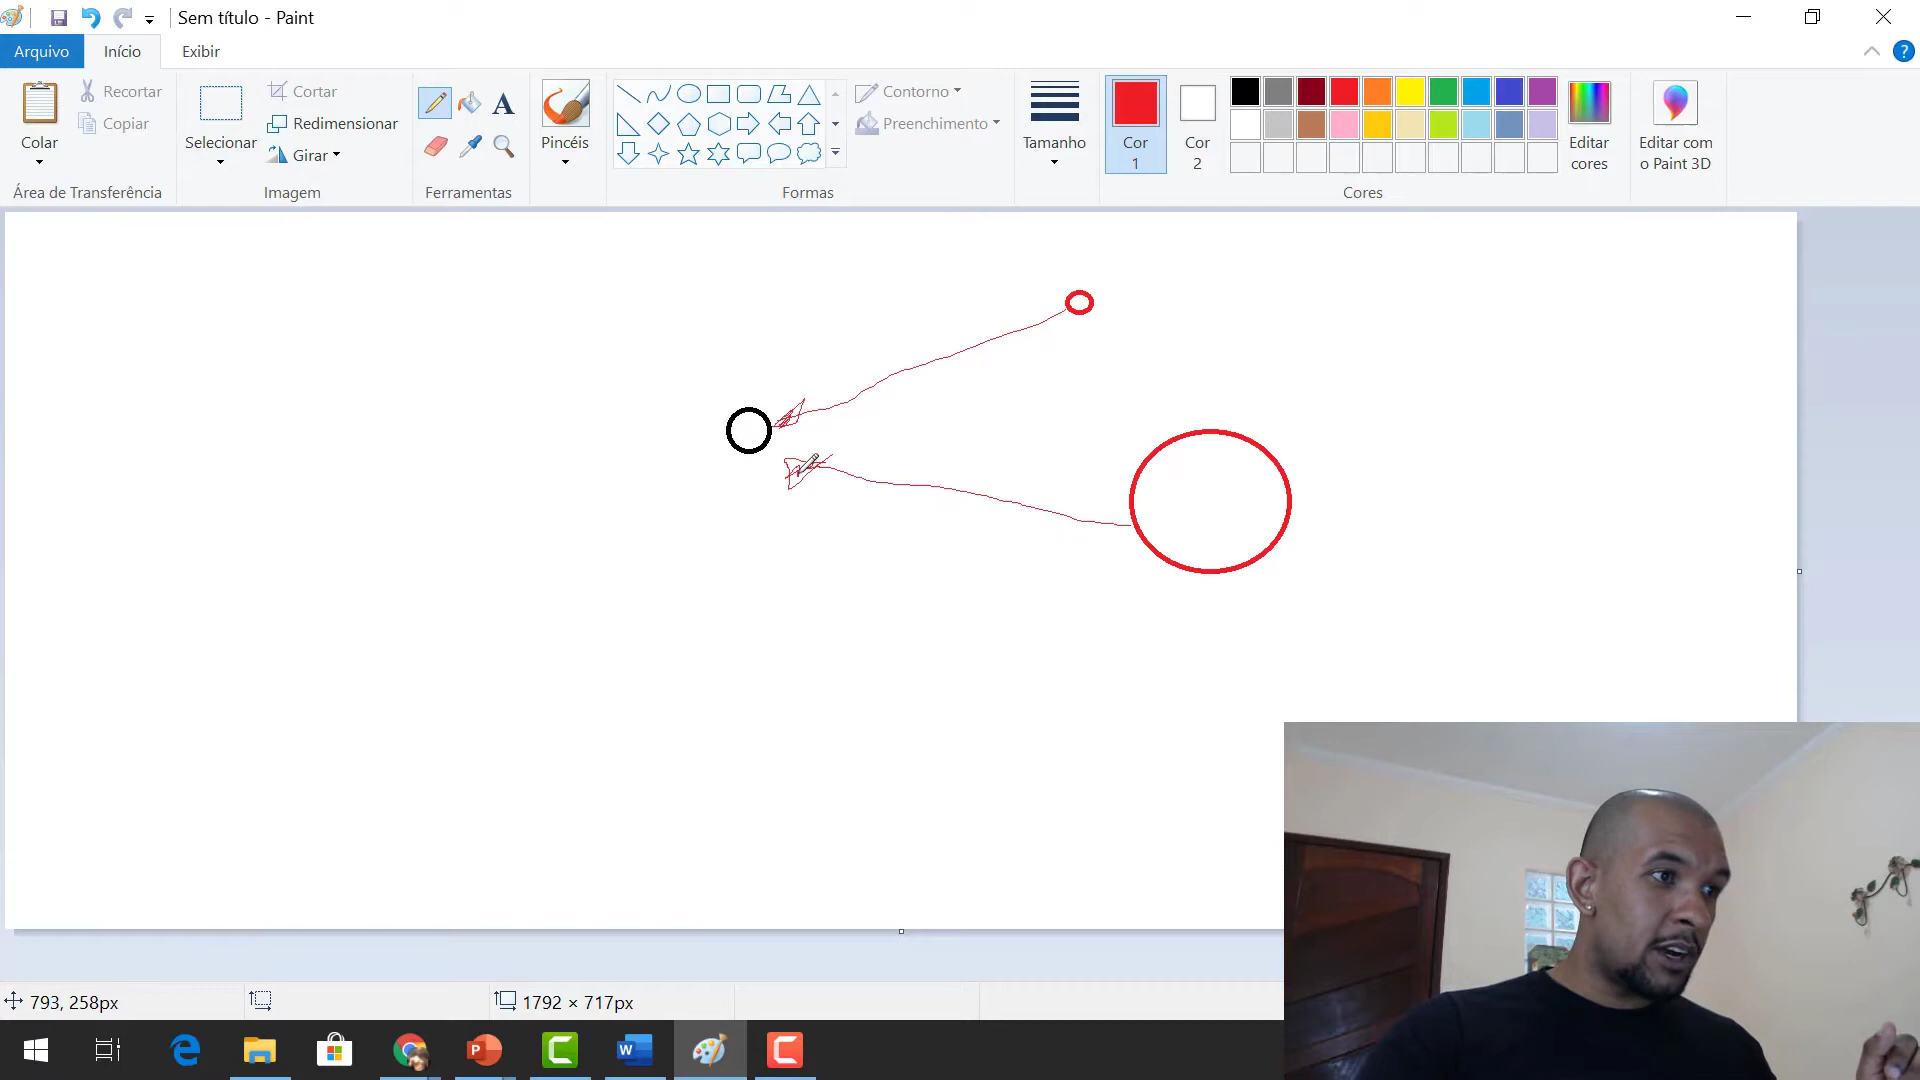 Sem título - Paint
Arquivo Início Exibir
Colar
Recortar
Copiar
Área de Transferência
Selecionar
Cortar
Redimensionar
Girar
Imagem
A
Ferramentas
Pincéis
Contorno
Preenchimento
Formas
Tamanho
Cor 1
Cor 2
Editar cores
Cores
Editar com o Paint 3D
?
793, 258px
1792 × 717px
e
P
C
W
C